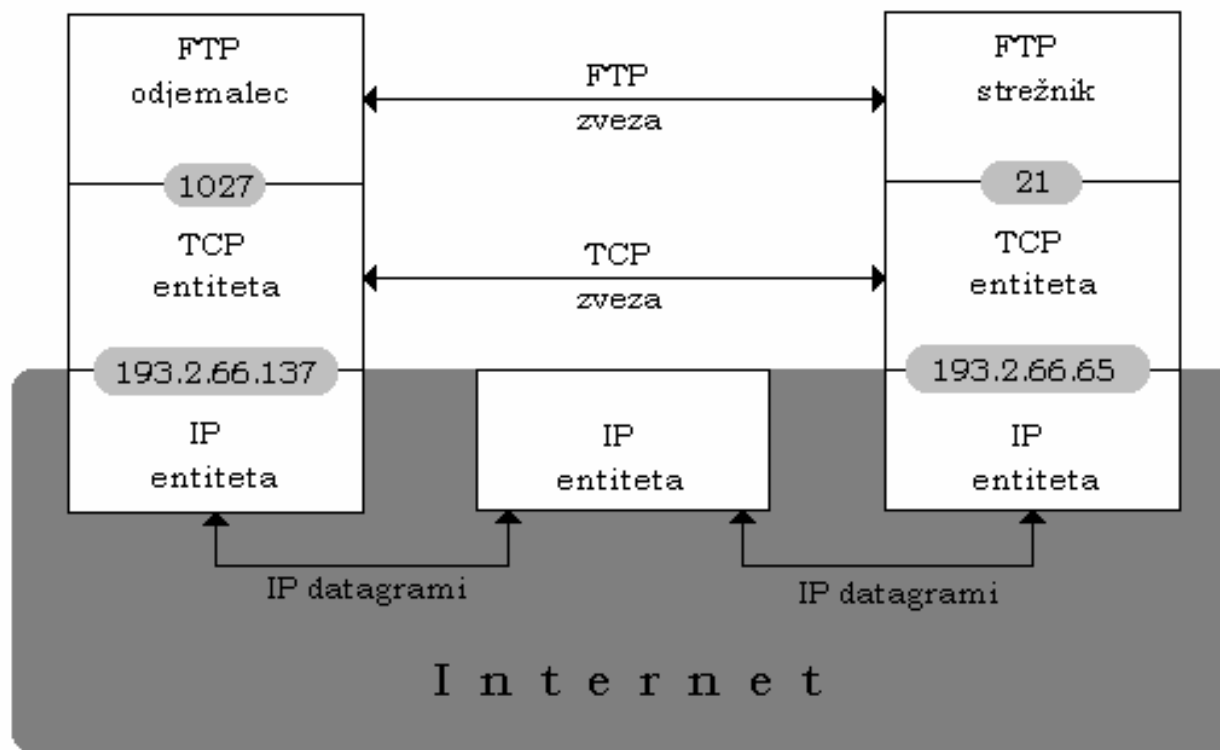 FTP
odjemalec
FTP
zveza
FTP
strežnik
1027
21
TCP
entiteta
TCP
zveza
TCP
entiteta
193.2.66.137
193.2.66.65
IP
entiteta
IP
entiteta
IP
entiteta
IP datagrami
IP datagrami
Internet